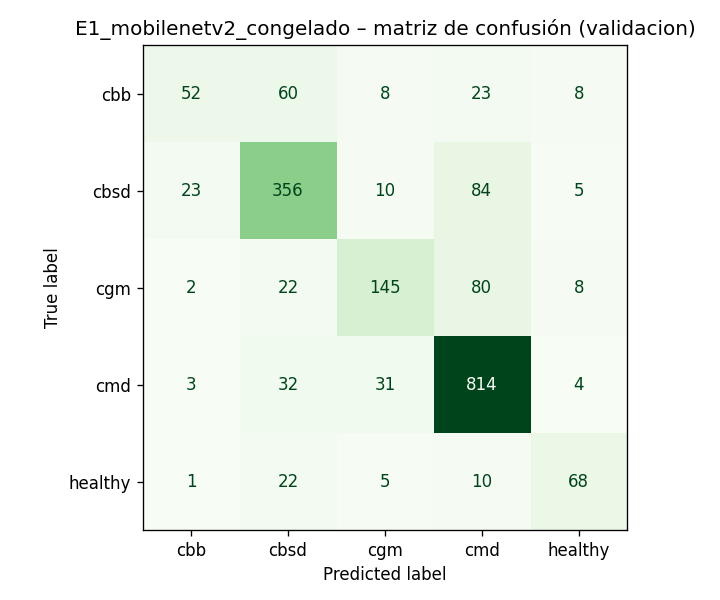 E1_mobilenetv2_congelado – matriz de confusión (validacion)
cbb 52 60 8 23 8
cbsd 23 356 10 84 5
cgm 2 22 145 80 8
cmd 3 32 31 814 4
healthy 1 22 5 10 68
cbb cbsd cgm cmd healthy
Predicted label
True label